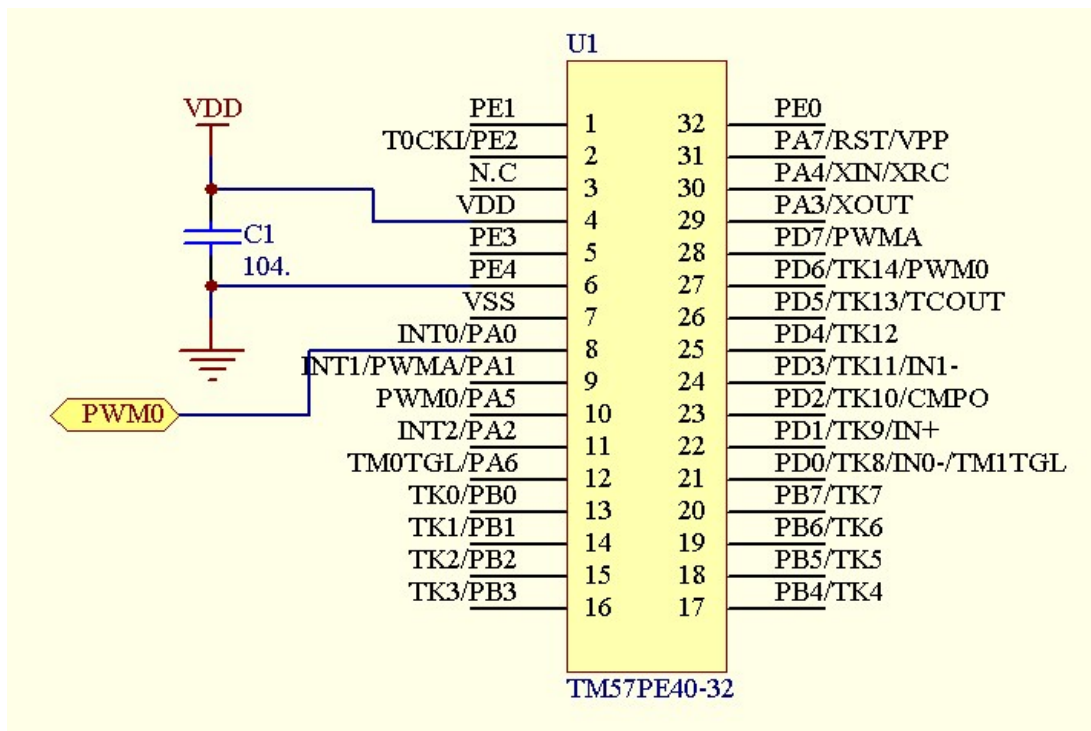 U1
VDD
C1
104.
PWM0
PE1 1
T0CKI/PE2 2
N.C 3
VDD 4
PE3 5
PE4 6
VSS 7
INT0/PA0 8
INT1/PWMA/PA1 9
PWM0/PA5 10
INT2/PA2 11
TM0TGL/PA6 12
TK0/PB0 13
TK1/PB1 14
TK2/PB2 15
TK3/PB3 16
32 PE0
31 PA7/RST/VPP
30 PA4/XIN/XRC
29 PA3/XOUT
28 PD7/PWMA
27 PD6/TK14/PWM0
26 PD5/TK13/TCOUT
25 PD4/TK12
24 PD3/TK11/IN1-
23 PD2/TK10/CMPO
22 PD1/TK9/IN+
21 PD0/TK8/IN0-/TM1TGL
20 PB7/TK7
19 PB6/TK6
18 PB5/TK5
17 PB4/TK4
TM57PE40-32